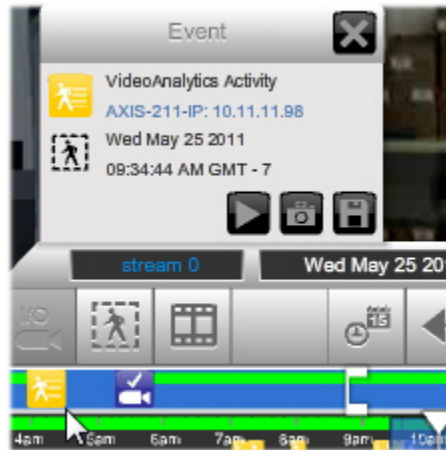 Event
VideoAnalytics Activity
AXIS-211-IP: 10.11.11.98
Wed May 25 2011
09:34:44 AM GMT - 7
stream 0
Wed May 25 20
I/O
15
4am 5am 6am 7am 8am 9am 10am